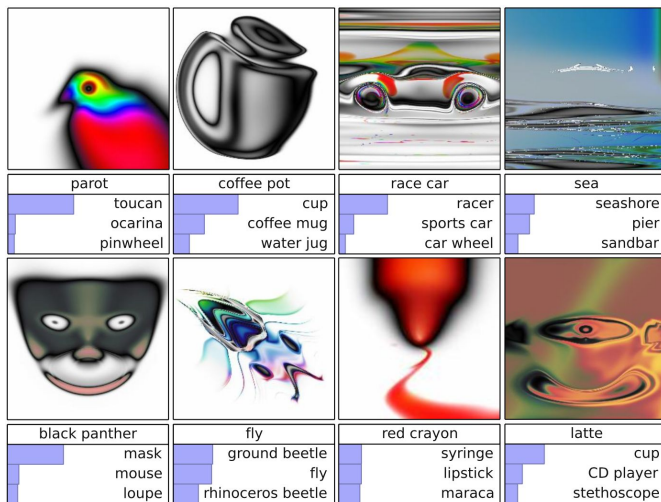 parot
toucan
ocarina
pinwheel
coffee pot
cup
coffee mug
water jug
race car
racer
sports car
car wheel
sea
seashore
pier
sandbar
black panther
mask
mouse
loupe
fly
ground beetle
fly
rhinoceros beetle
red crayon
syringe
lipstick
maraca
latte
cup
CD player
stethoscope